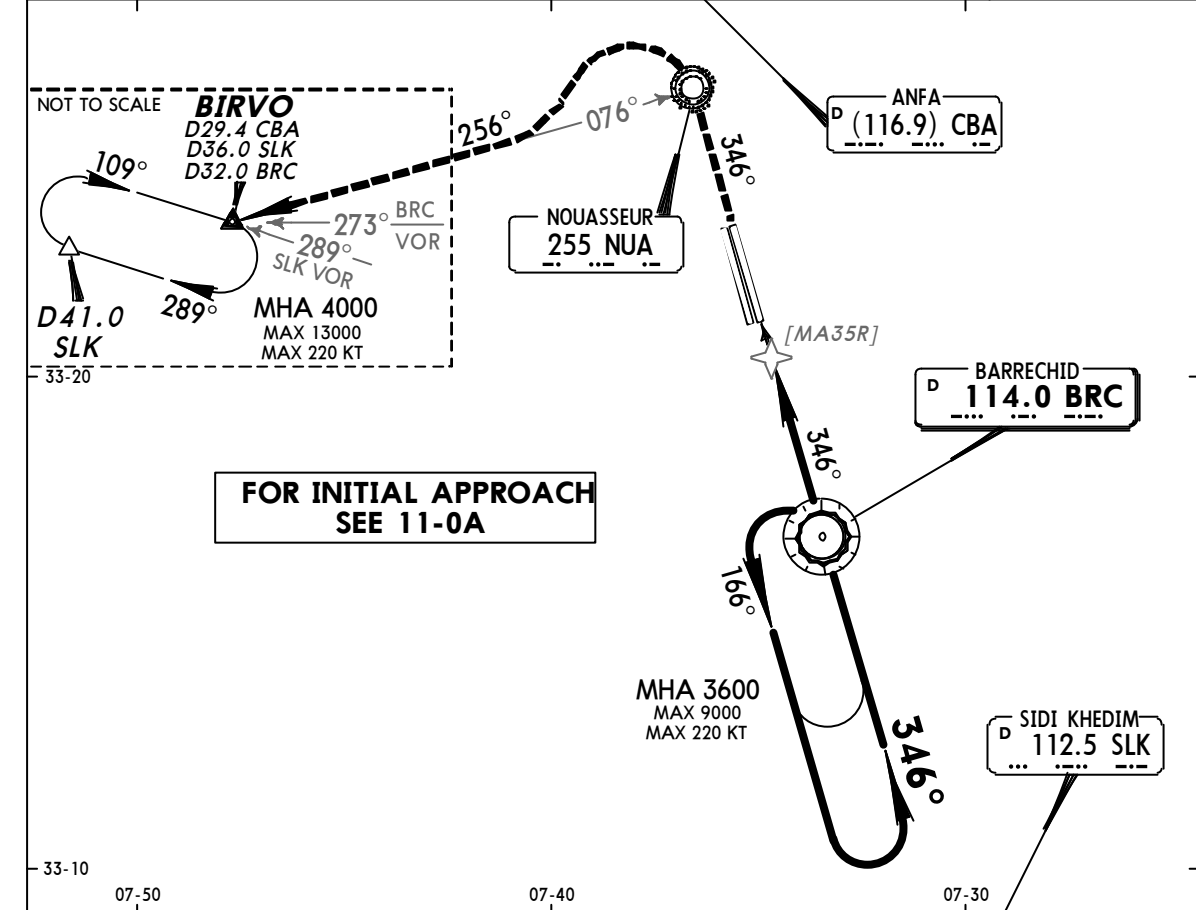 ANFA
D (116.9) CBA
NOT TO SCALE
BIRVO
D29.4 CBA
D36.0 SLK
D32.0 BRC
109°
256°
076°
346°
273° BRC
VOR
289°
SLK VOR
289°
D41.0
SLK
MHA 4000
MAX 13000
MAX 220 KT
NOUASSEUR
255 NUA
[MA35R]
33-20
BARRECHID
D 114.0 BRC
346°
FOR INITIAL APPROACH
SEE 11-0A
166°
MHA 3600
MAX 9000
MAX 220 KT
346°
SIDI KHEDIM
D 112.5 SLK
33-10
07-50
07-40
07-30